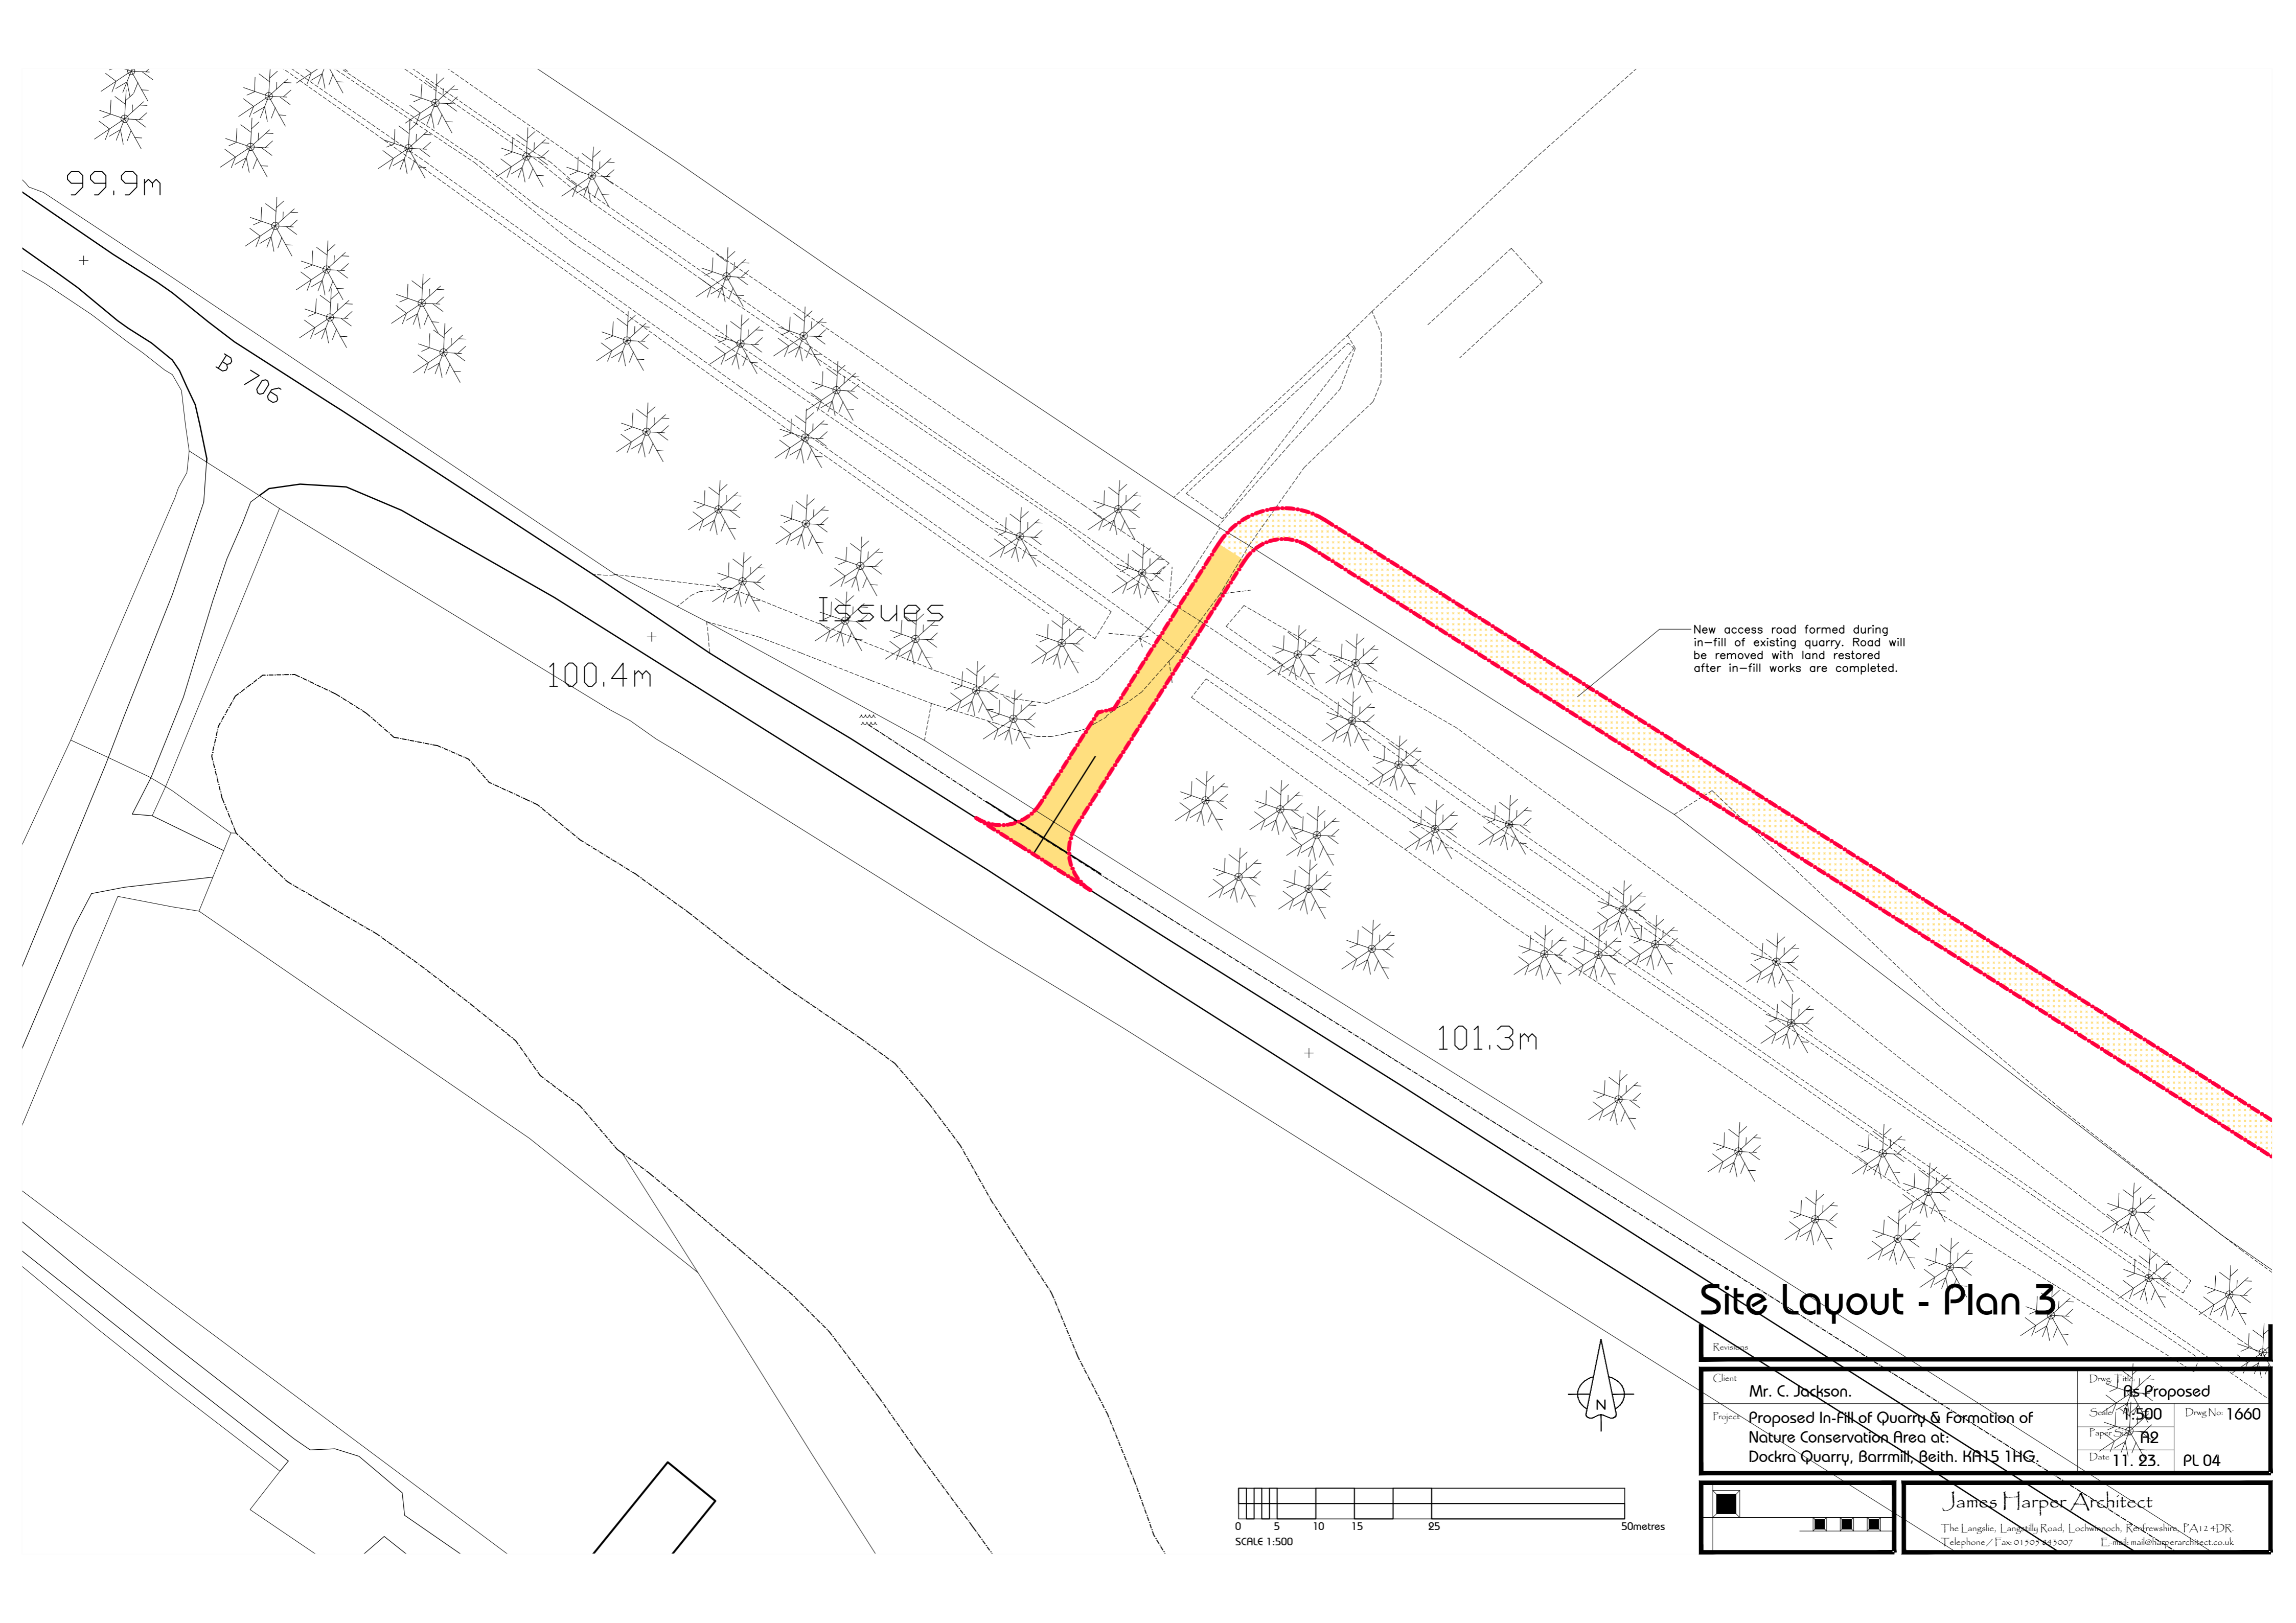 99.9m
B 706
Issues
100.4m
New access road formed during
in-fill of existing quarry. Road will
be removed with land restored
after in-fill works are completed.
101.3m
Site Layout - Plan 3
Revisions
Client
Mr. C. Jackson.
Drwg. Title:
As Proposed
Project
Proposed In-Fill of Quarry & Formation of
Nature Conservation Area at:
Dockra Quarry, Barrmill, Beith. KA15 1HG.
Scale 1:500
Drwg No: 1660
Paper A2
Date 11. 23.
PL 04
N
0 5 10 15 25 50metres
SCALE 1:500
James Harper Architect
The Langslie, Langstilly Road, Lochwinnoch, Renfrewshire, PA12 4DR.
Telephone / Fax: 01505 843007 E-mail: mail@harperarchitect.co.uk